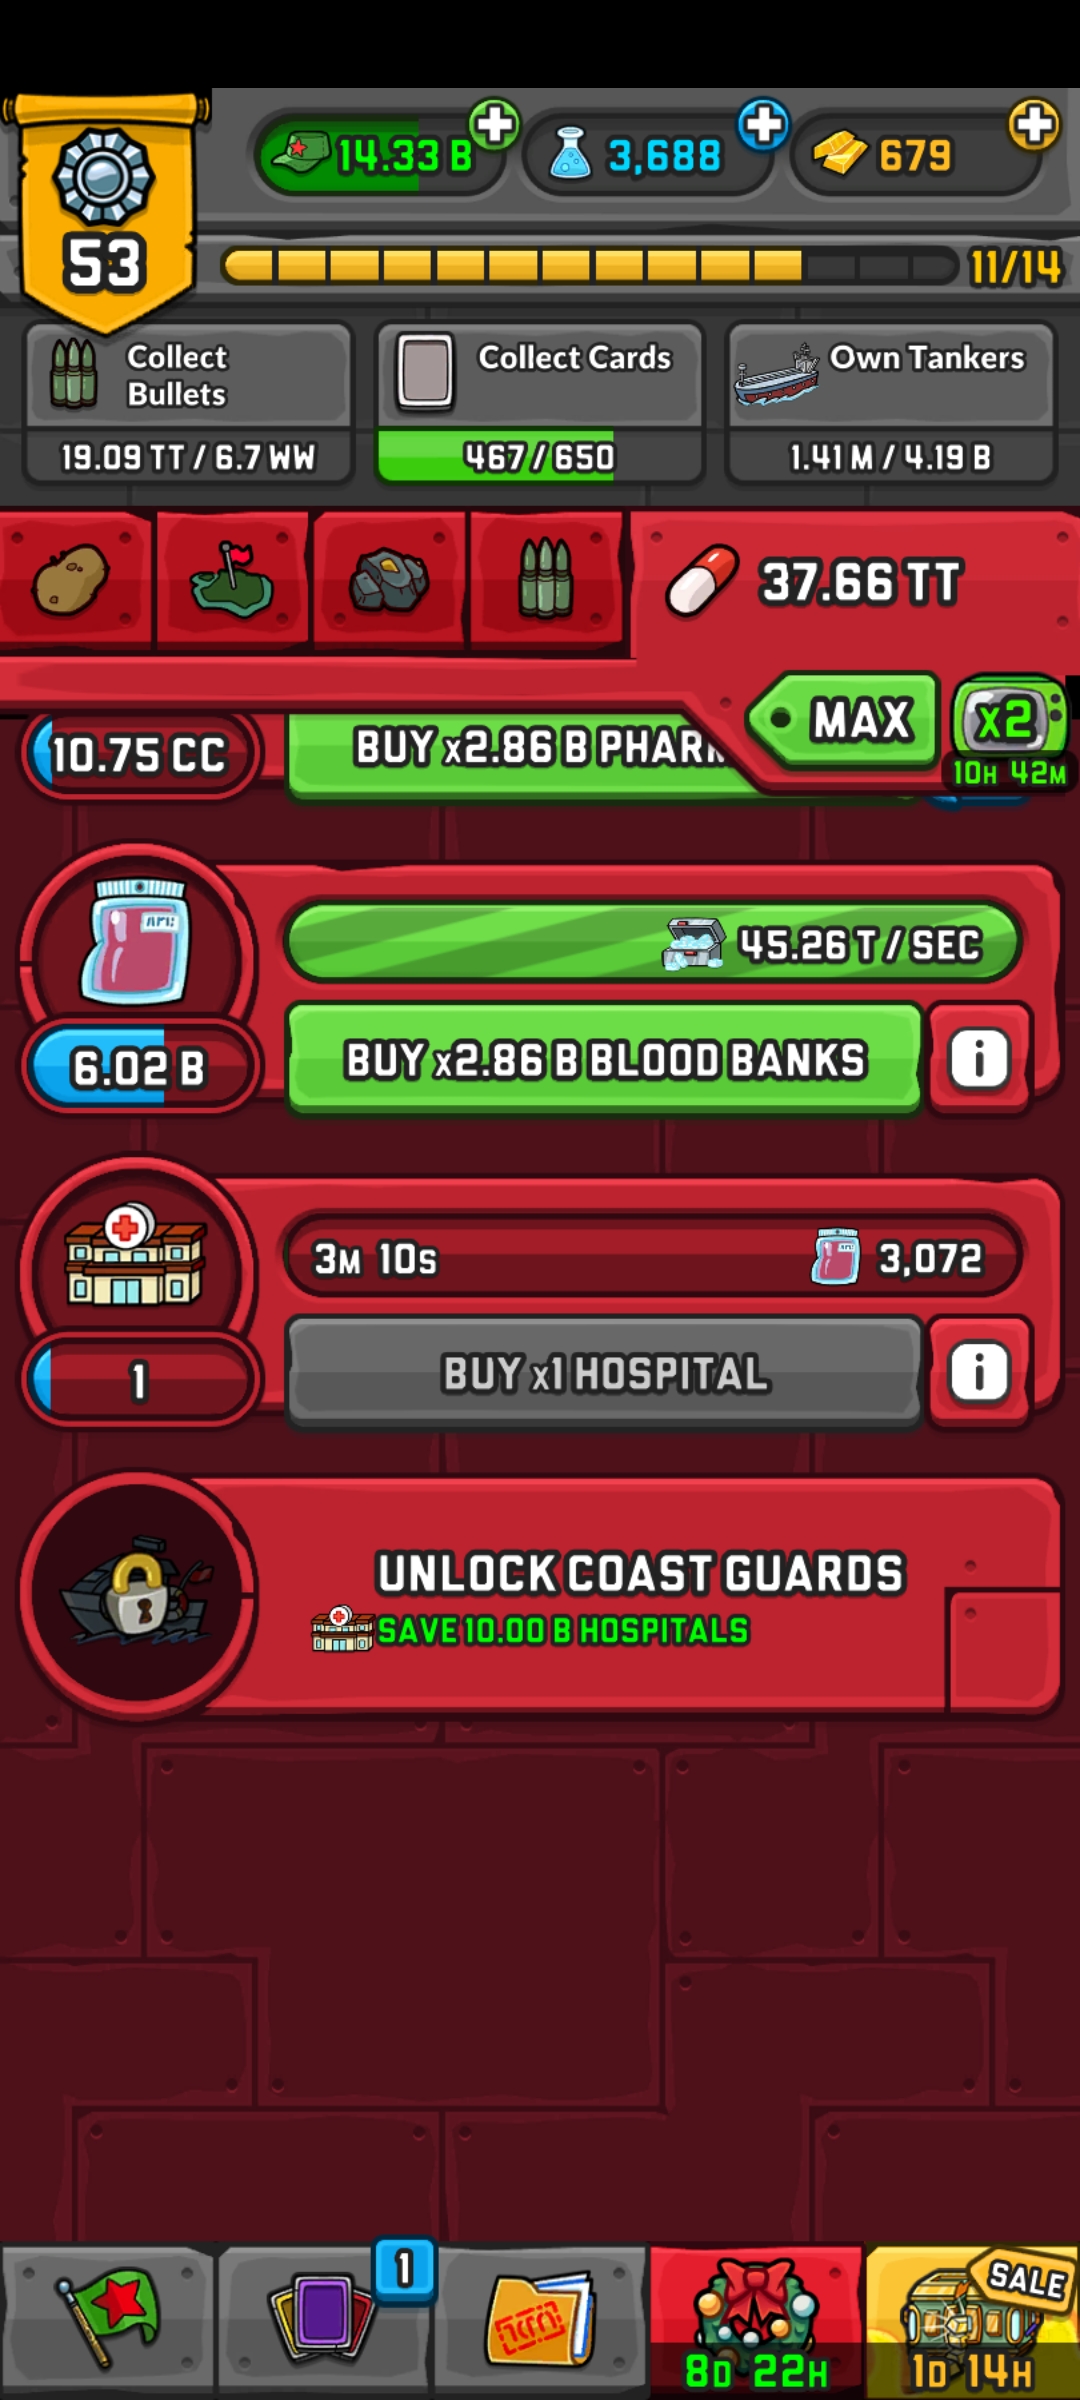 14.33 B
3,688
679
53
11/14
Collect
Bullets
19.09 TT / 6.7 WW
Collect Cards
467 / 650
Own Tankers
1.41 M / 4.19 B
37.66 TT
MAX
x2
10H 42M
10.75 CC
BUY x2.86 B PHAR
45.26 T / SEC
6.02 B
BUY x2.86 B BLOOD BANKS
i
3M 10S
3,072
1
BUY x1 HOSPITAL
i
UNLOCK COAST GUARDS
SAVE 10.00 B HOSPITALS
1
SALE
8D 22H
1D 14H